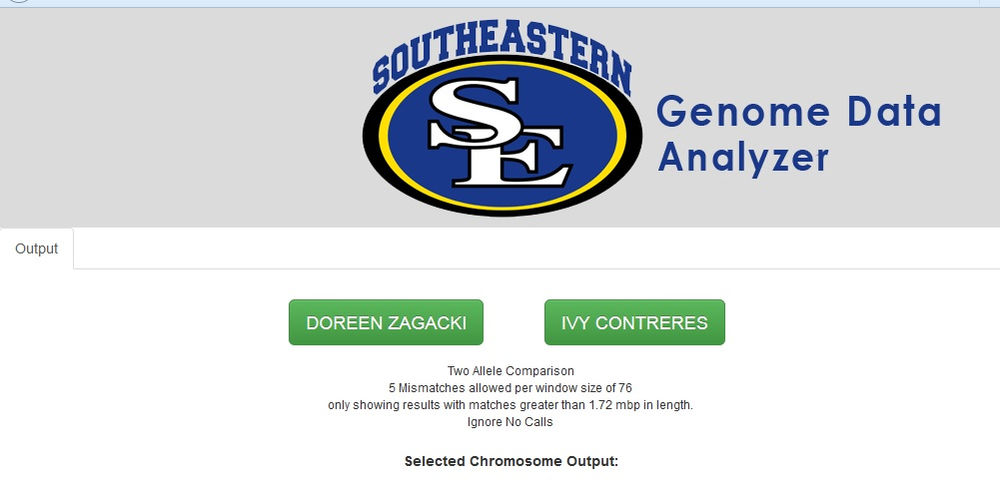 SOUTHEASTERN
SE
Genome Data
Analyzer
Output
DOREEN ZAGACKI
IVY CONTRERES
Two Allele Comparison
5 Mismatches allowed per window size of 76
only showing results with matches greater than 1.72 mbp in length.
Ignore No Calls
Selected Chromosome Output: